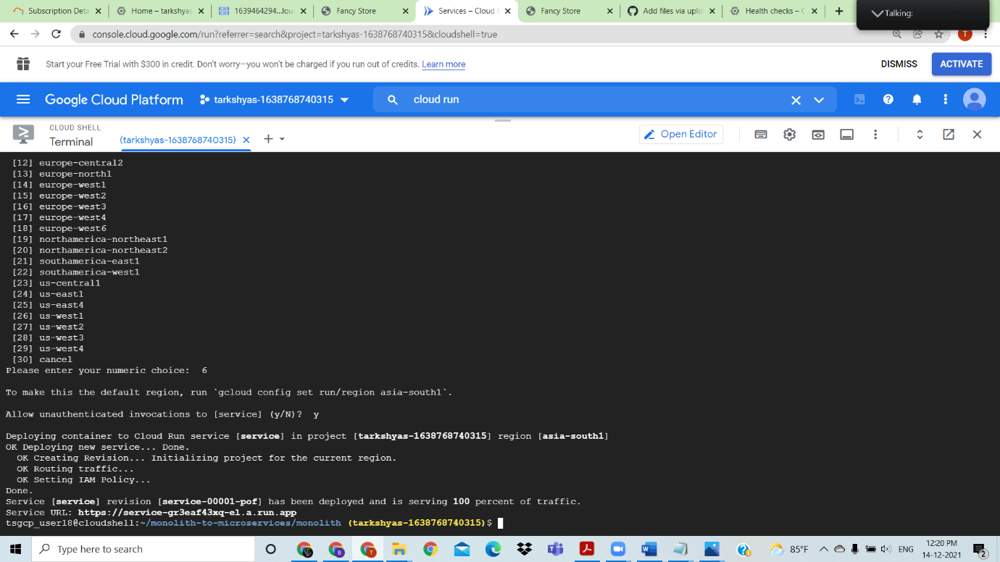 Subscription Deta
Home – tarkshyas
1639464294...lou
Fancy Store
Services – Cloud
Fancy Store
Add files via uplo
Health checks – C
Talking:
console.cloud.google.com/run?referrer=search&project=tarkshyas-1638768740315&cloudshell=true
T
Start your Free Trial with $300 in credit. Don't worry—you won't be charged if you run out of credits. Learn more
DISMISS
ACTIVATE
Google Cloud Platform
tarkshyas-1638768740315
cloud run
CLOUD SHELL
Terminal
(tarkshyas-1638768740315)
Open Editor
[12] europe-central2
[13] europe-north1
[14] europe-west1
[15] europe-west2
[16] europe-west3
[17] europe-west4
[18] europe-west6
[19] northamerica-northeast1
[20] northamerica-northeast2
[21] southamerica-east1
[22] southamerica-west1
[23] us-central1
[24] us-east1
[25] us-east4
[26] us-west1
[27] us-west2
[28] us-west3
[29] us-west4
[30] cancel
Please enter your numeric choice:  6
To make this the default region, run `gcloud config set run/region asia-south1`.
Allow unauthenticated invocations to [service] (y/N)?  y
Deploying container to Cloud Run service [service] in project [tarkshyas-1638768740315] region [asia-south1]
OK Deploying new service... Done.
OK Creating Revision... Initializing project for the current region.
OK Routing traffic...
OK Setting IAM Policy...
Done.
Service [service] revision [service-00001-pof] has been deployed and is serving 100 percent of traffic.
Service URL: https://service-gr3eaf43xq-el.a.run.app
tsgcp_user18@cloudshell:~/monolith-to-microservices/monolith (tarkshyas-1638768740315)$
Type here to search
85°F
ENG
12:20 PM
14-12-2021
2